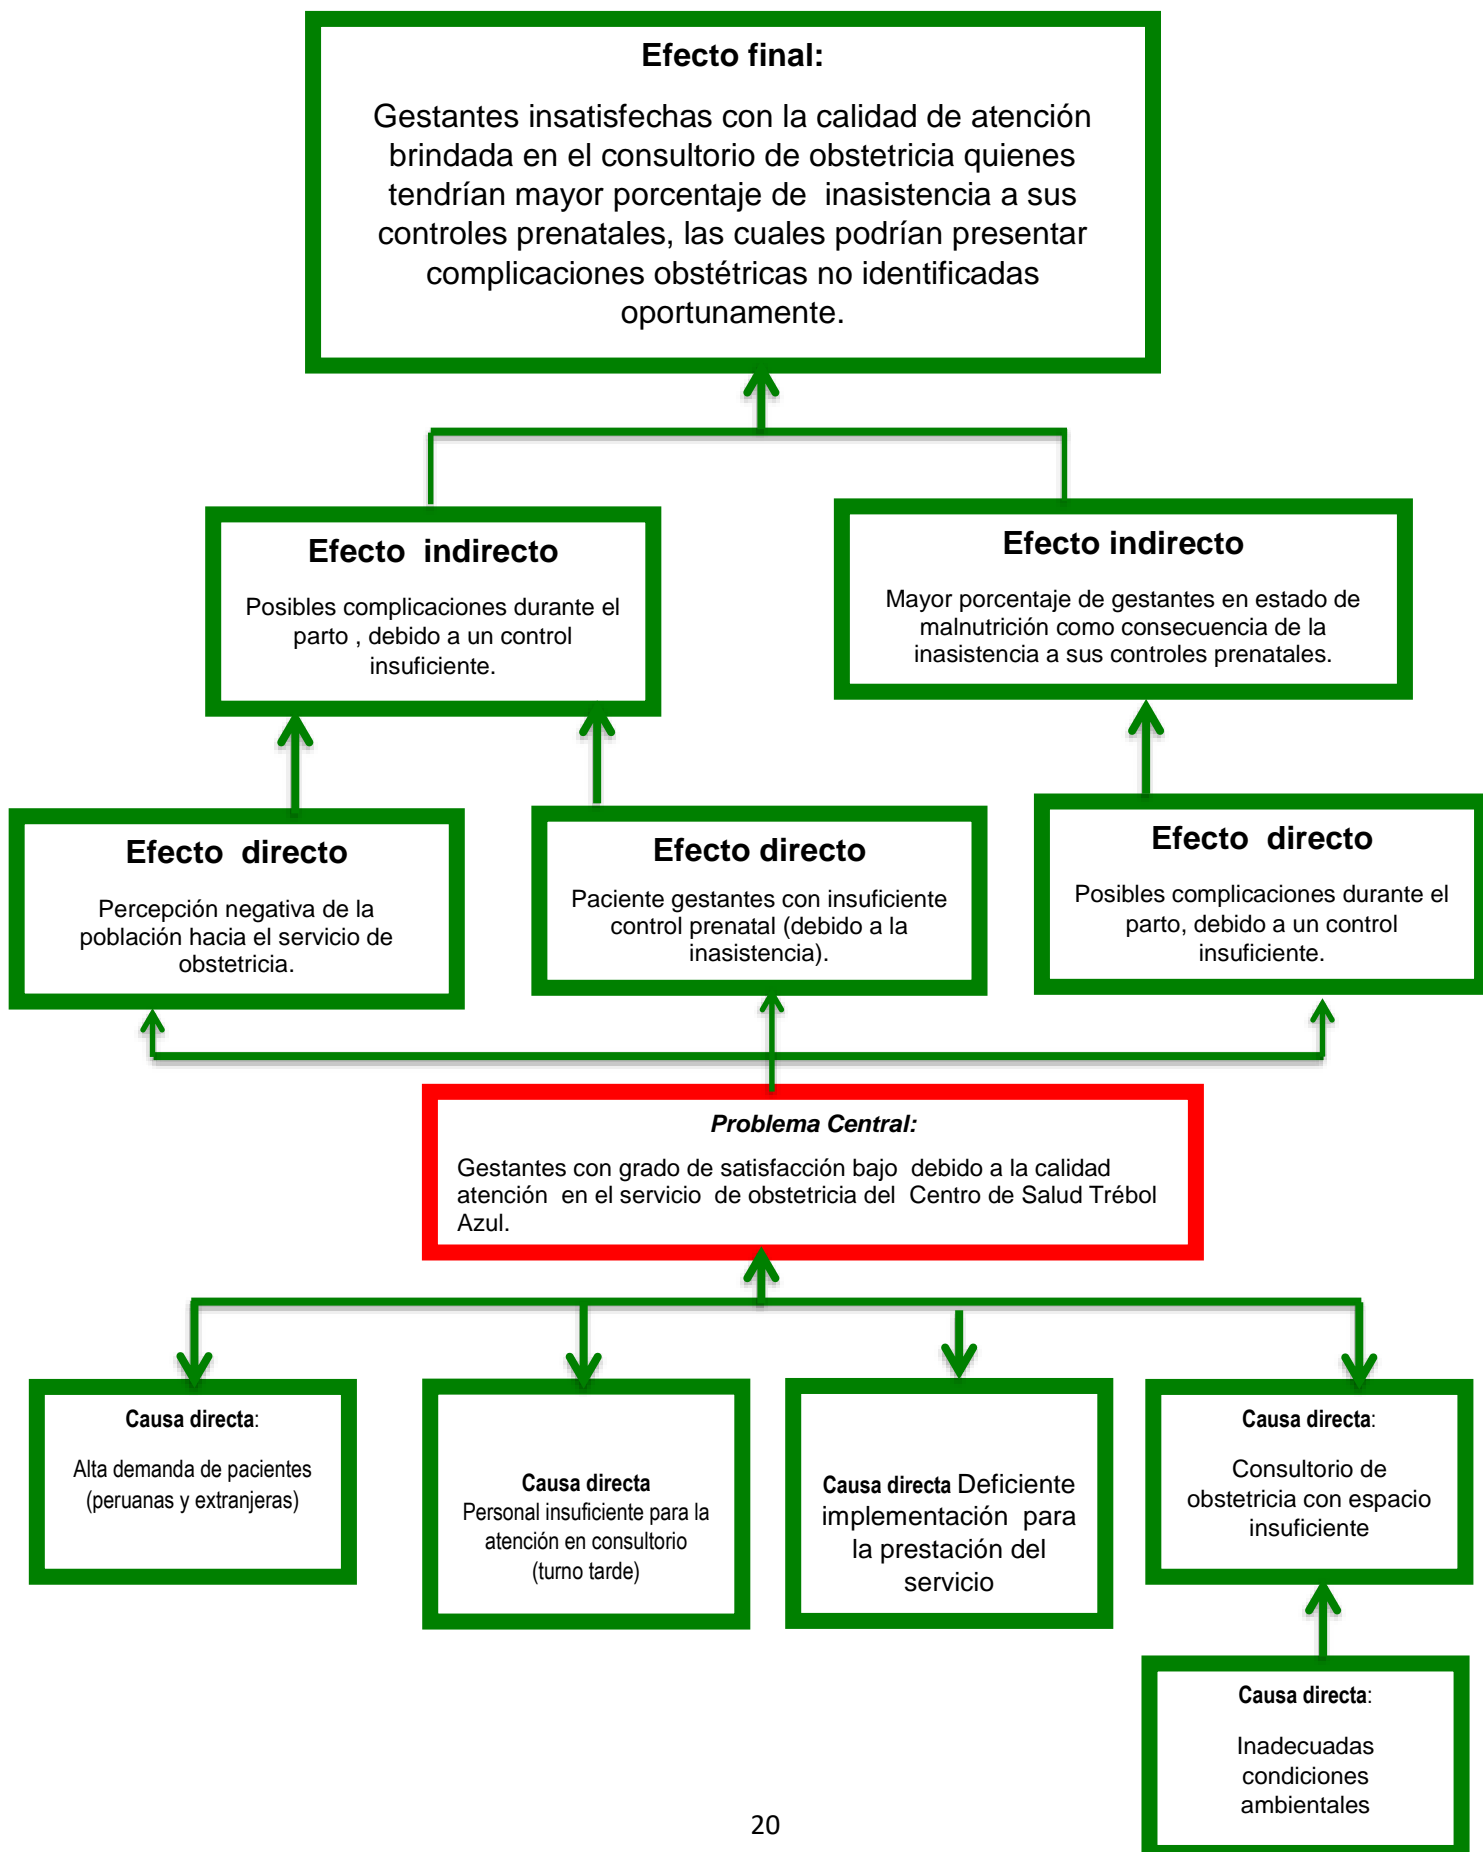 Efecto final:
Gestantes insatisfechas con la calidad de atención
brindada en el consultorio de obstetricia quienes
tendrían mayor porcentaje de inasistencia a sus
controles prenatales, las cuales podrían presentar
complicaciones obstétricas no identificadas
oportunamente.
Efecto indirecto
Posibles complicaciones durante el
parto , debido a un control
insuficiente.
Efecto indirecto
Mayor porcentaje de gestantes en estado de
malnutrición como consecuencia de la
inasistencia a sus controles prenatales.
Efecto directo
Percepción negativa de la
población hacia el servicio de
obstetricia.
Efecto directo
Paciente gestantes con insuficiente
control prenatal (debido a la
inasistencia).
Efecto directo
Posibles complicaciones durante el
parto, debido a un control
insuficiente.
Problema Central:
Gestantes con grado de satisfacción bajo debido a la calidad
atención en el servicio de obstetricia del Centro de Salud Trébol
Azul.
Causa directa:
Alta demanda de pacientes
(peruanas y extranjeras)
Causa directa
Personal insuficiente para la
atención en consultorio
(turno tarde)
Causa directa Deficiente
implementación para
la prestación del
servicio
Causa directa:
Consultorio de
obstetricia con espacio
insuficiente
Causa directa:
Inadecuadas
condiciones
ambientales
20